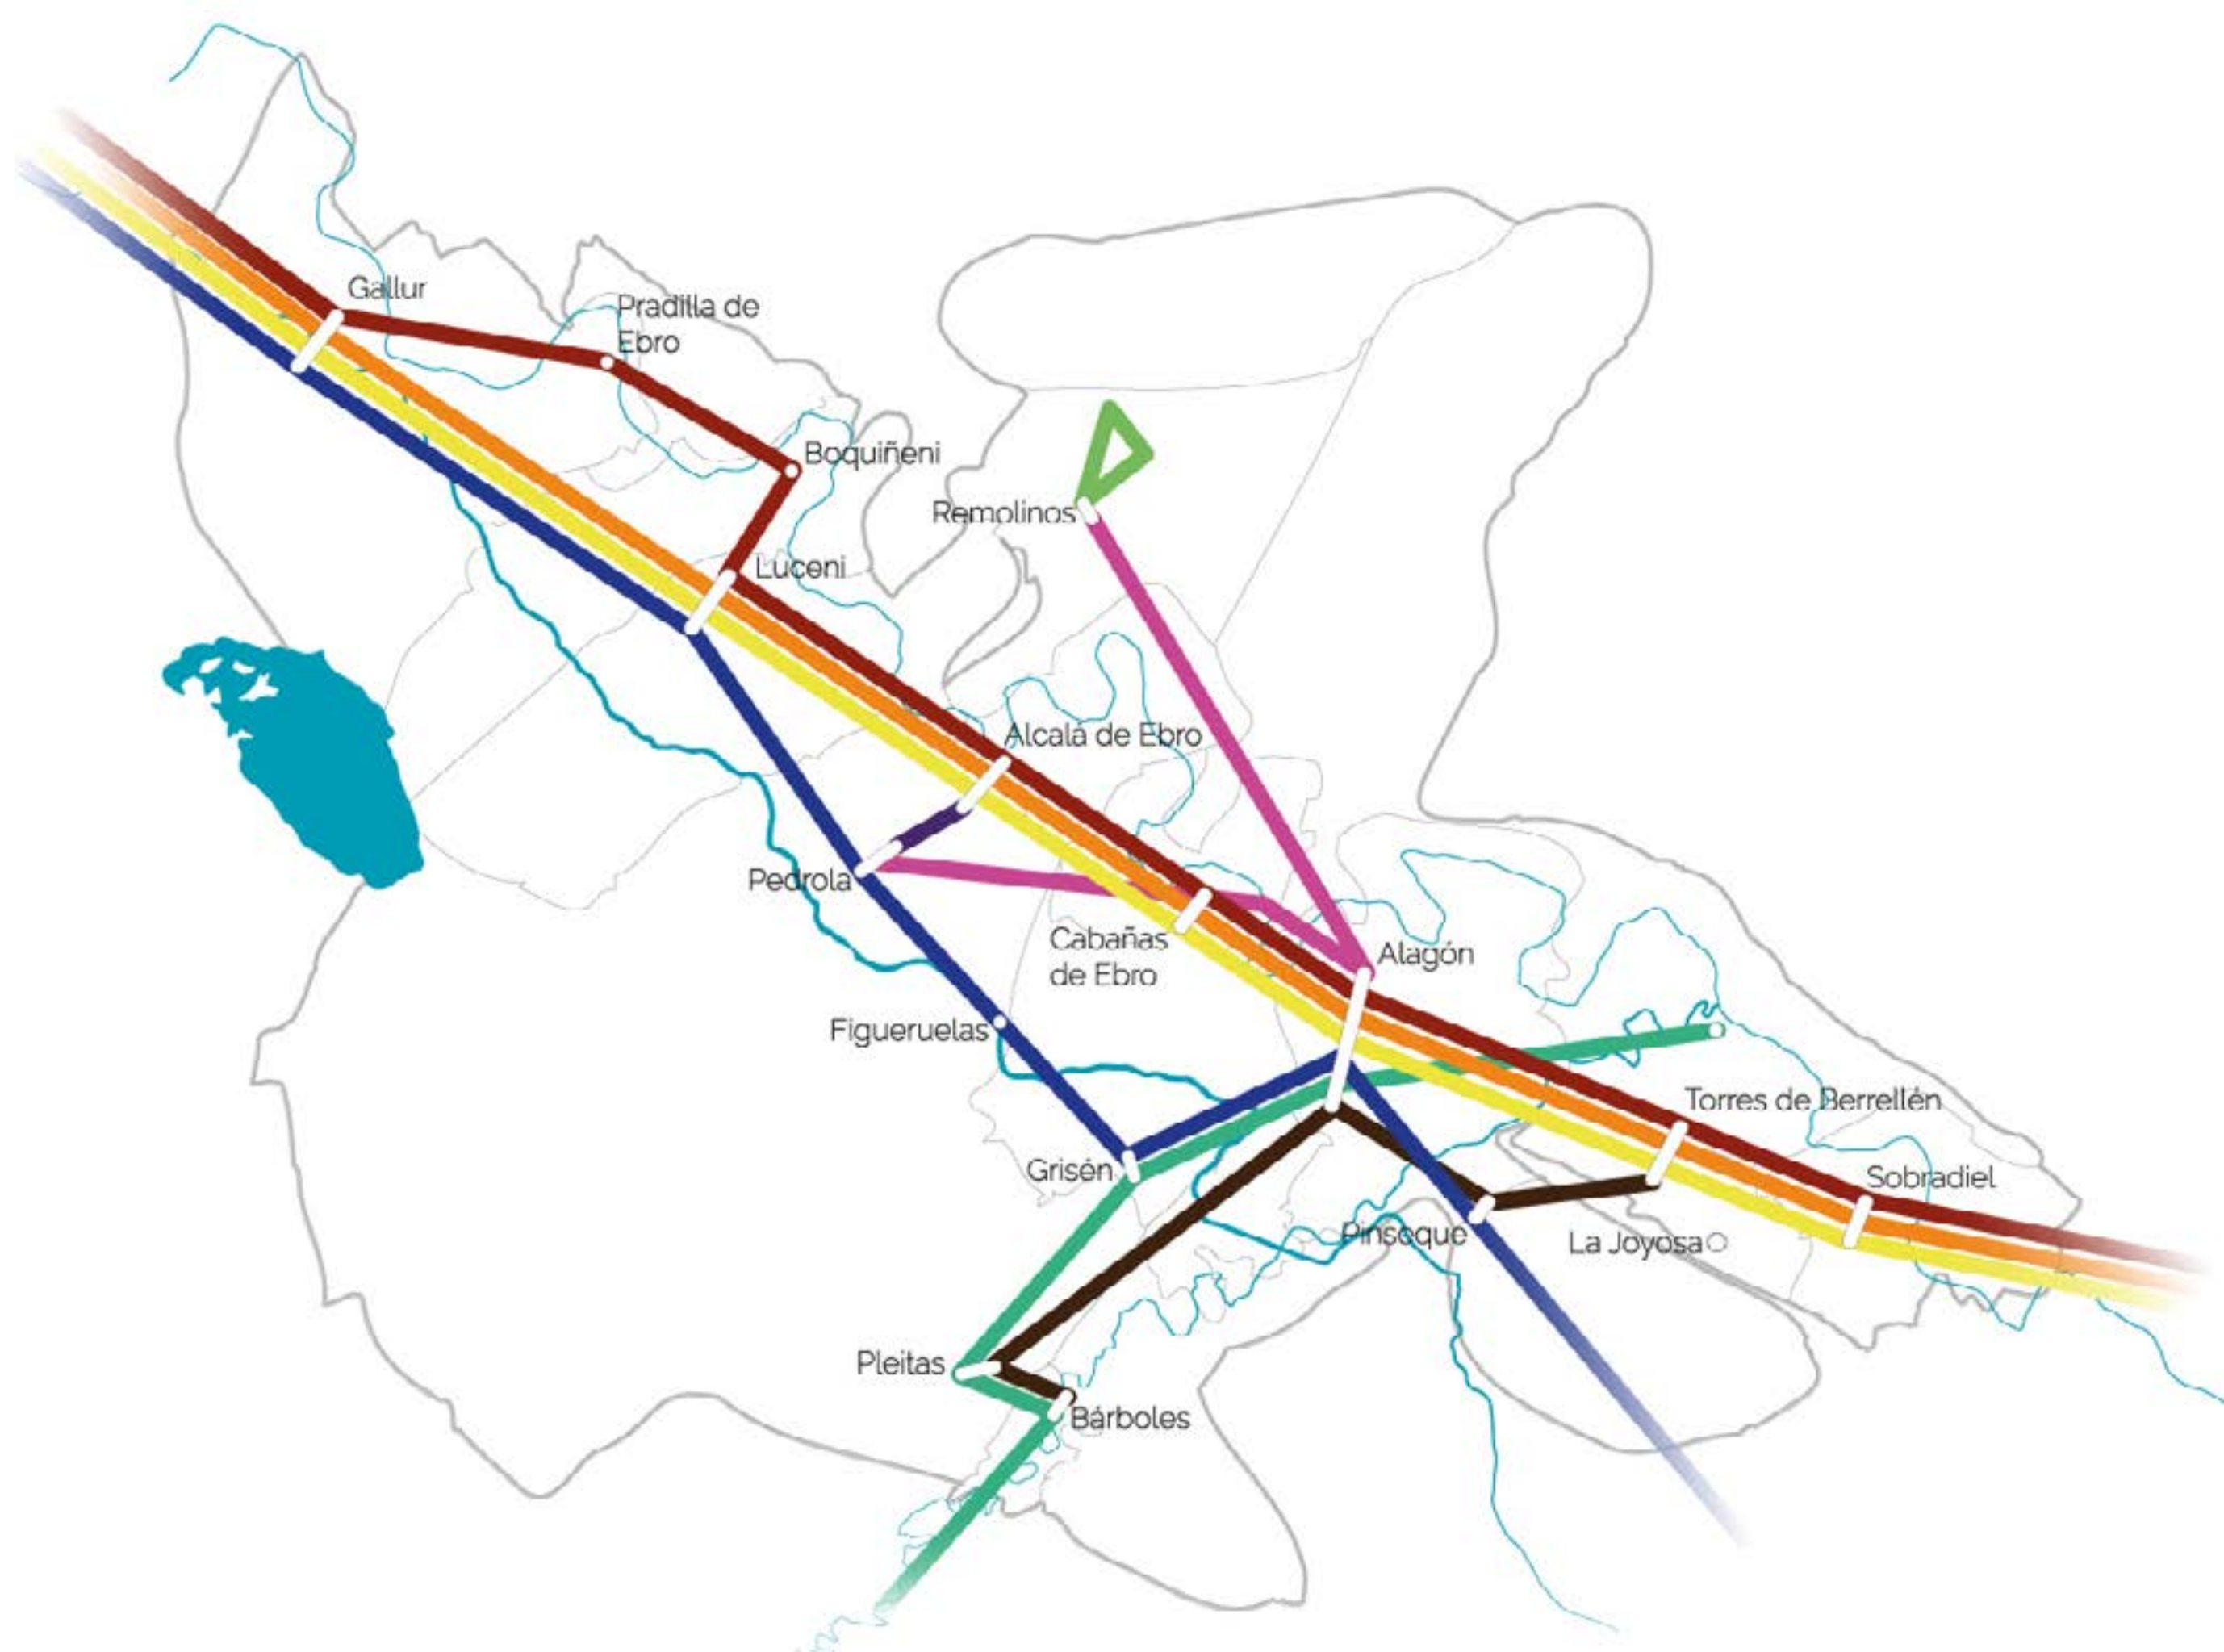 Gallur
Pradilla de
Ebro
Boquiñeni
Remolinos
Luceni
Alcalá de Ebro
Pedrola
Cabañas
de Ebro
Alagón
Figueruelas
Torres de Berrellén
Grisén
Sobradiel
Pinseque
La Joyosa
Pleitas
Bárboles